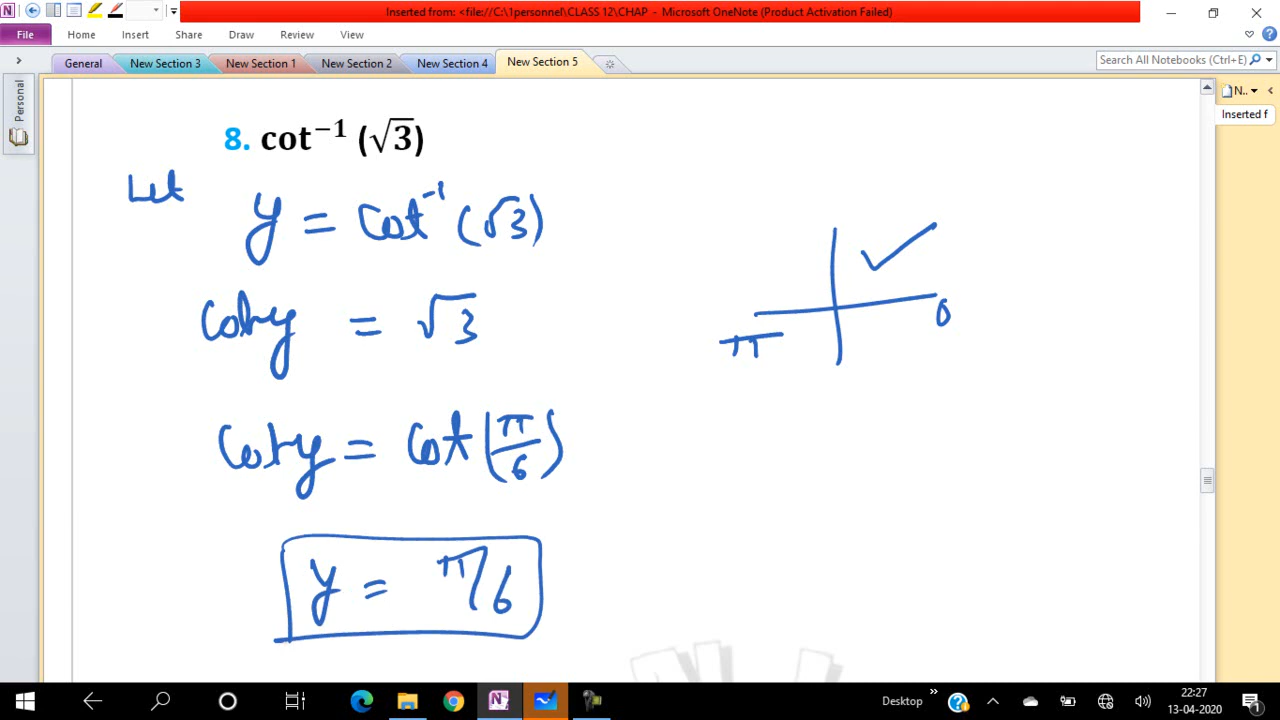 Inserted from: <file://C:\1personnel\CLASS 12\CHAP - Microsoft OneNote (Product Activation Failed)
File Home Insert Share Draw Review View
General New Section 3 New Section 1 New Section 2 New Section 4 New Section 5
Search All Notebooks (Ctrl+E)
N..
Personal
Inserted f
8. cot⁻¹ (√3)
Let
y = cot⁻¹ (√3)
cot y = √3
π 0
cot y = cot (π/6)
y = π/6
Desktop
22:27
13-04-2020
1